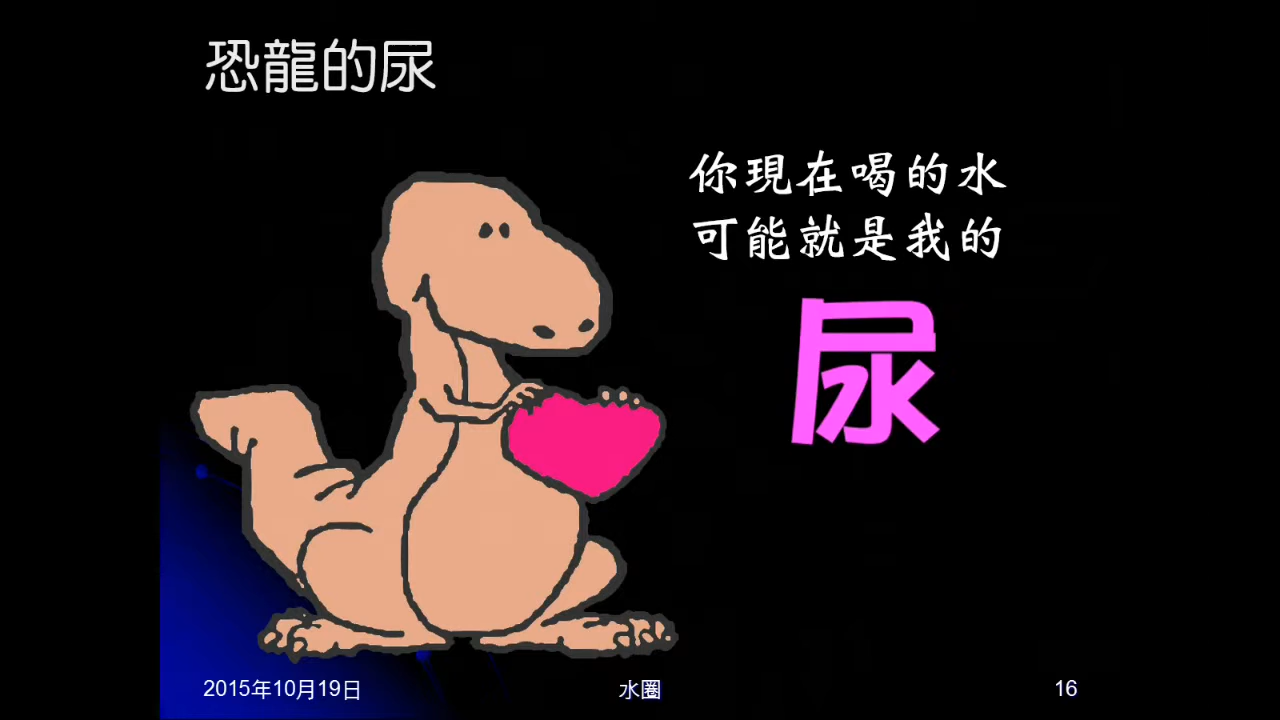 恐龍的尿
你現在喝的水
可能就是我的
尿
2015年10月19日
水圈
16